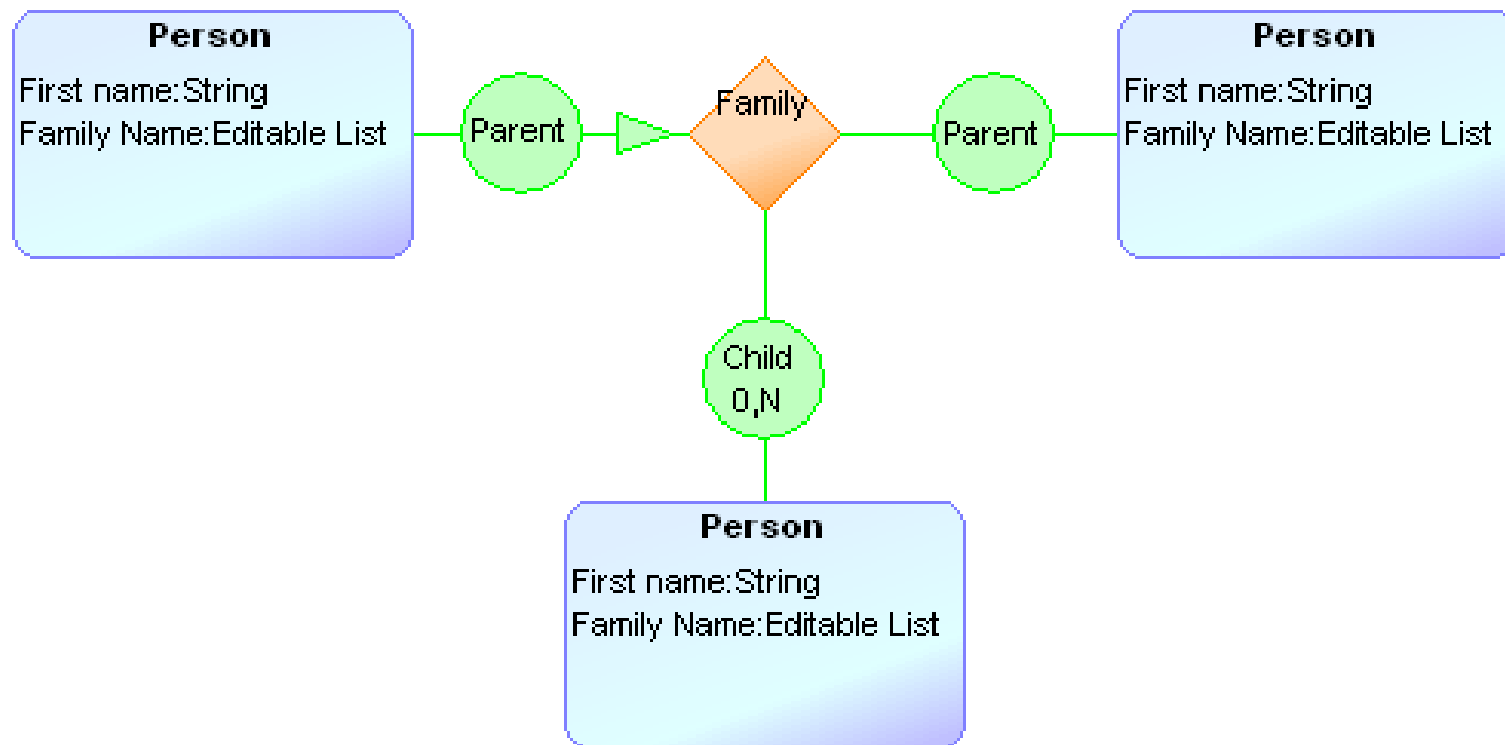 Person
First name:String
Family Name:Editable List
Parent
Family
Parent
Person
First name:String
Family Name:Editable List
Child
0,N
Person
First name:String
Family Name:Editable List